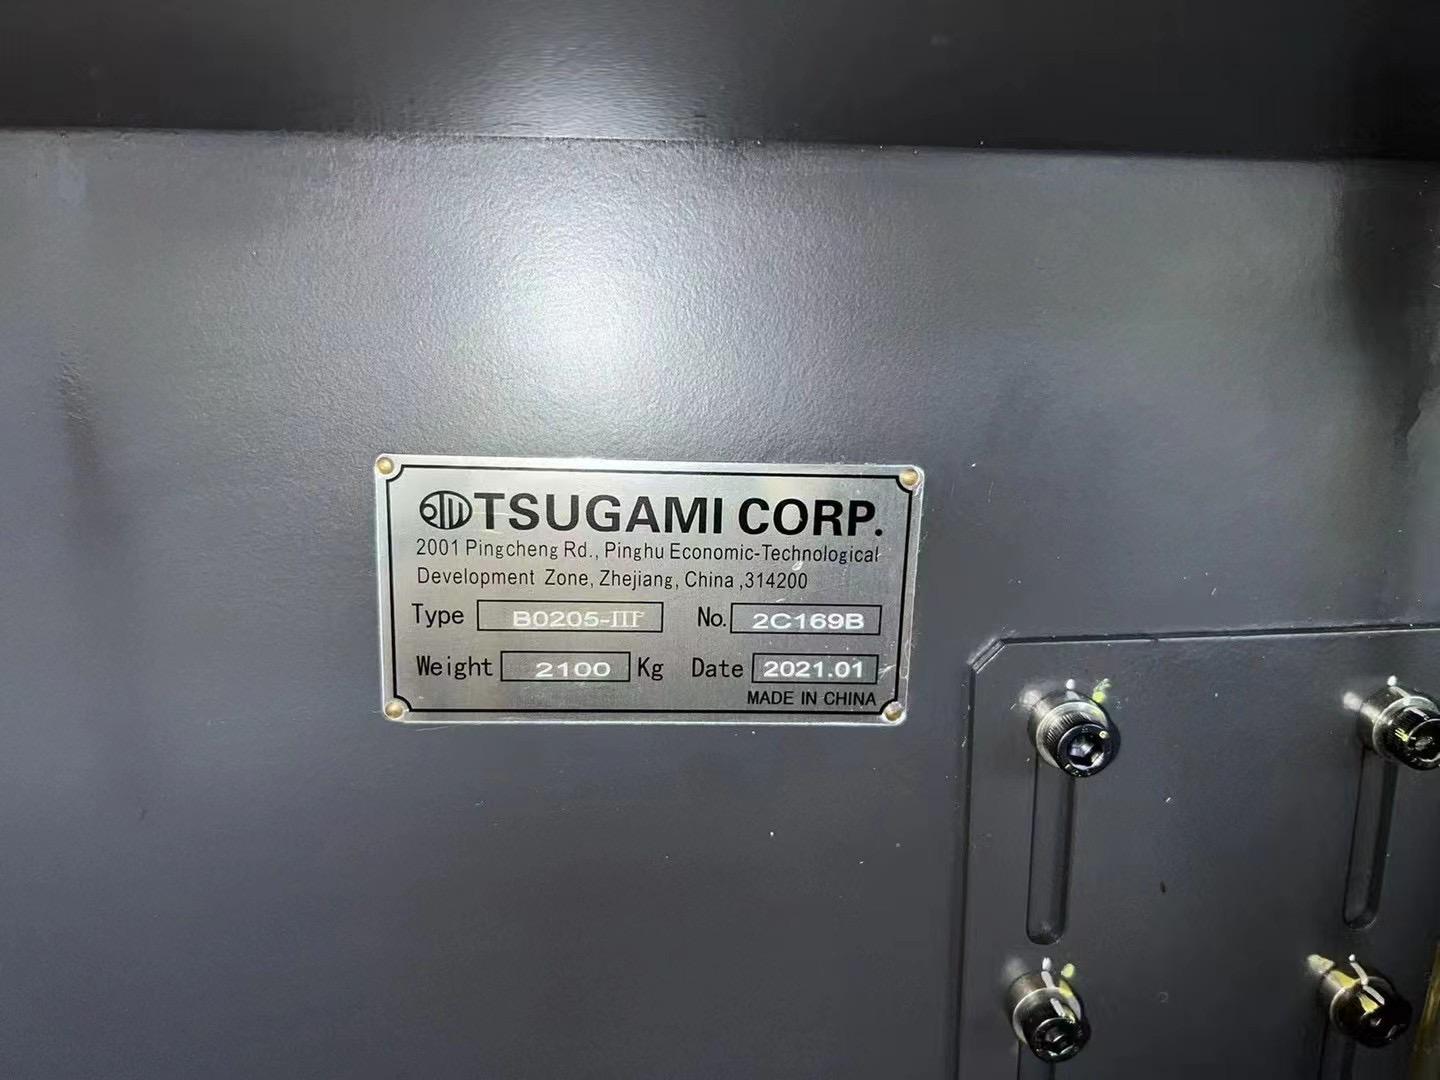 TSUGAMI CORP.
2001 Pingcheng Rd., Pinghu Economic-Technological
Development Zone, Zhejiang, China ,314200
Type B0205-III No. 2C169B
Weight 2100 Kg Date 2021.01
MADE IN CHINA